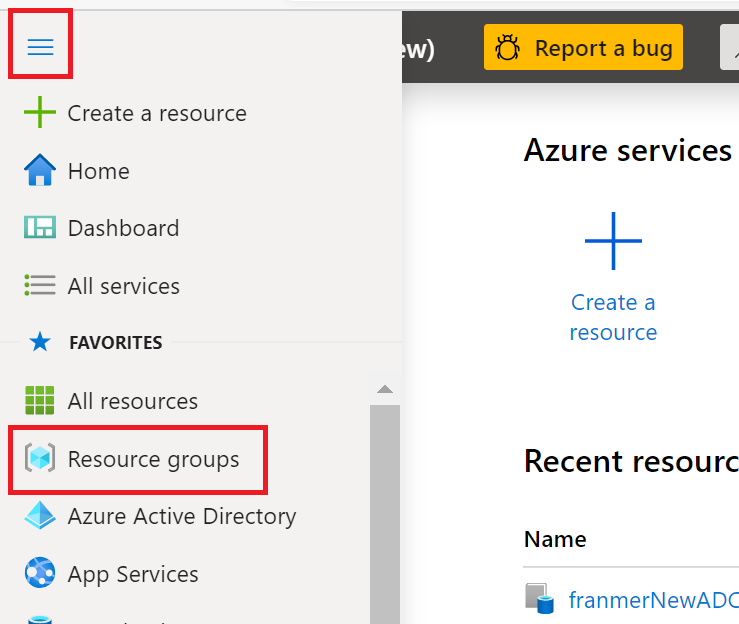 ew)
Report a bug
Create a resource
Home
Dashboard
All services
FAVORITES
All resources
Resource groups
Azure Active Directory
App Services
Azure services
Create a
resource
Recent resourc
Name
franmerNewADC